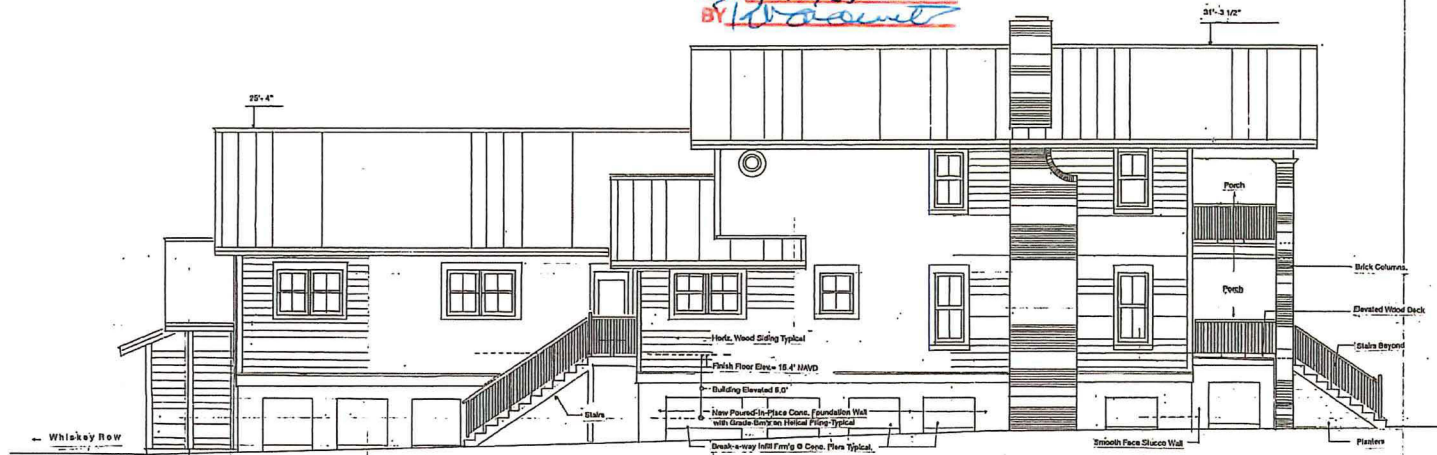 BY
31'-3 1/2"
25'-4"
Porch
Brick Columns
Porch
Elevated Wood Deck
Horiz. Wood Siding Typical
Stairs Beyond
Finish Floor Elev.= 15.4' NAVD
Building Elevated 5.0'
Stairs
New Poured-In-Place Conc. Foundation Wall
with Grade-Bm's on Helical Piling-Typical
← Whiskey Row
Break-a-way Infill Frm'g @ Conc. Piers Typical.
Smooth Face Stucco Wall
Planters